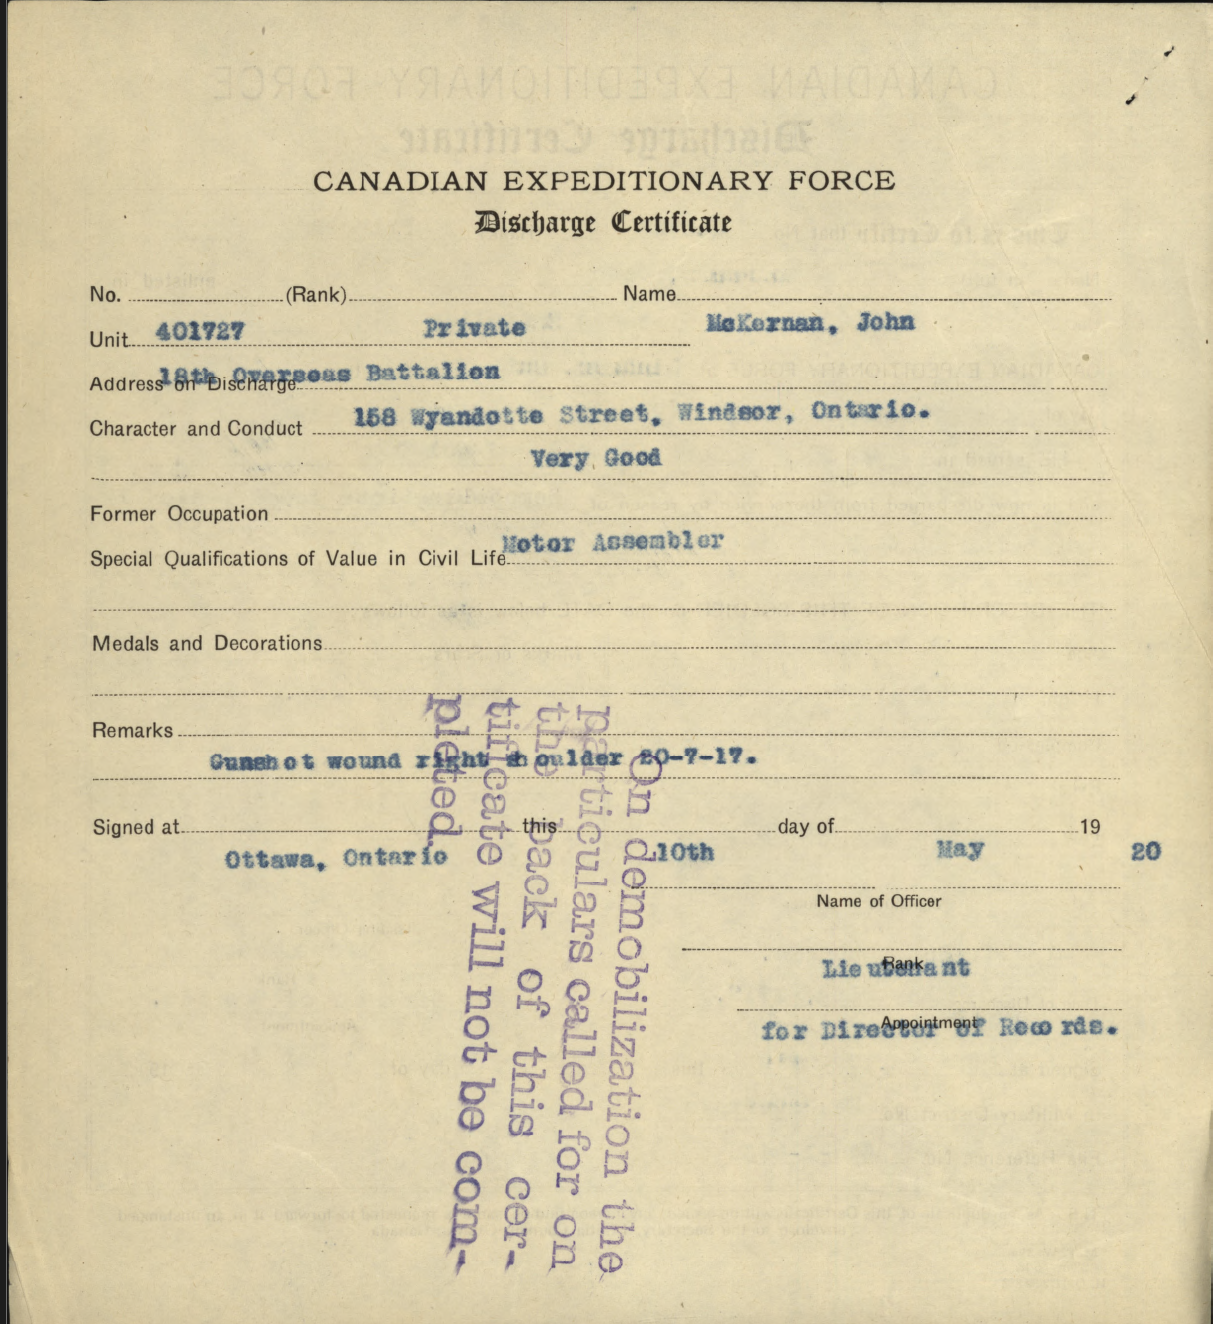 CANADIAN EXPEDITIONARY FORCE
Discharge Certificate
No. (Rank) Name
401727 Private McKernan, John
Unit
18th Overseas Battalion
Address on Discharge
158 Wyandotte Street, Windsor, Ontario.
Character and Conduct
Very Good
Former Occupation
Motor Assembler
Special Qualifications of Value in Civil Life
Medals and Decorations
Remarks
Gunshot wound right shoulder 20-7-17.
Signed at this day of 19
Ottawa, Ontario 10th May 20
Name of Officer
Rank
Lieutenant
Appointment
for Director of Records.
On demobilization the
particulars called for on
the back of this cer-
tificate will not be com-
pleted.